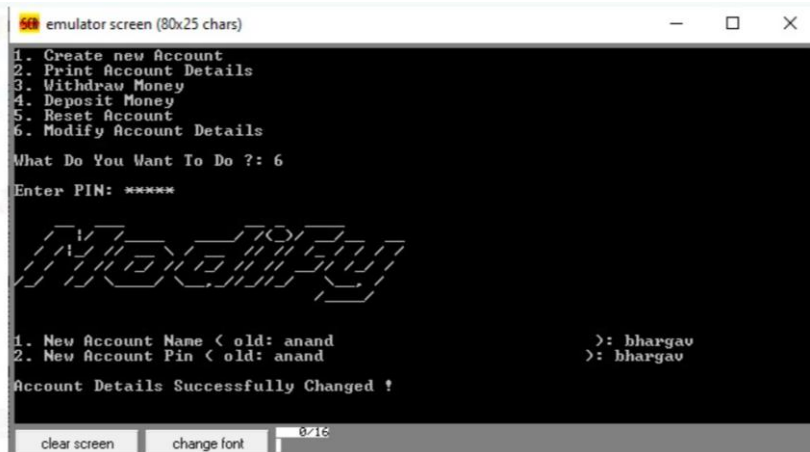 emulator screen (80x25 chars)
1. Create new Account
2. Print Account Details
3. Withdraw Money
4. Deposit Money
5. Reset Account
6. Modify Account Details
What Do You Want To Do ?: 6
Enter PIN: *****
Modify
1. New Account Name ( old: anand ): bhargav
2. New Account Pin ( old: anand ): bhargav
Account Details Successfully Changed !
0/16
clear screen change font